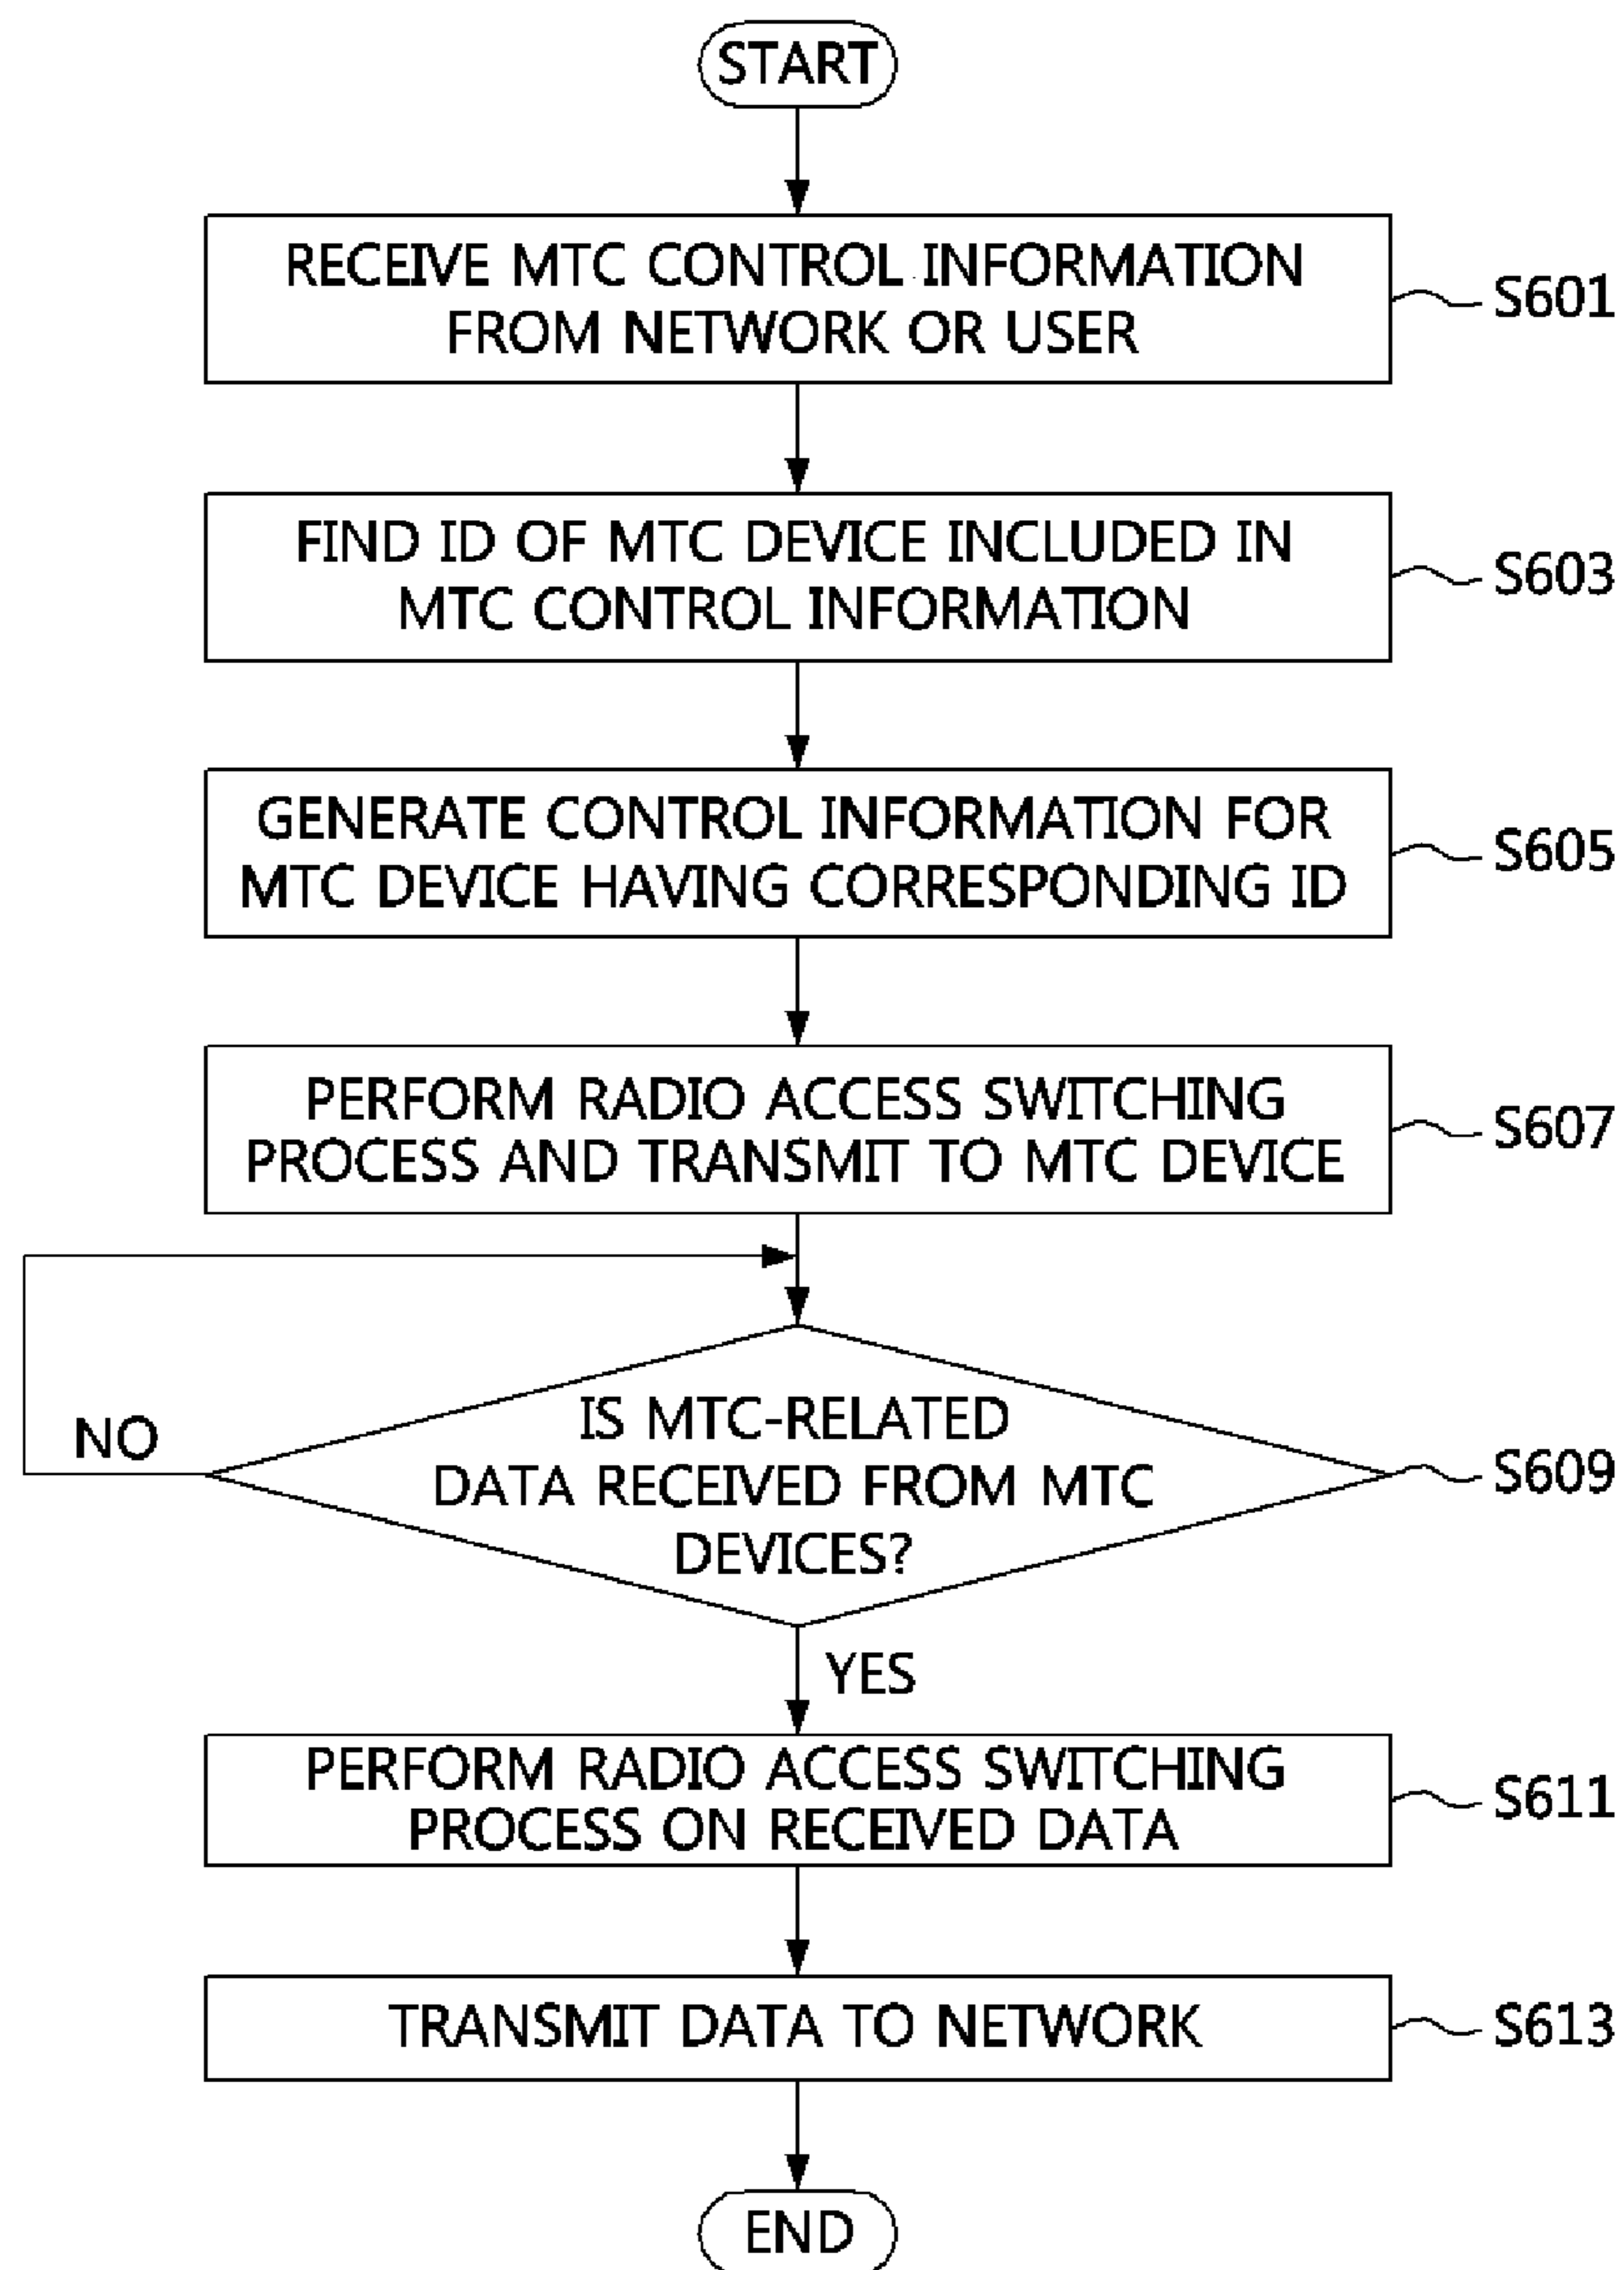 START
RECEIVE MTC CONTROL INFORMATION
FROM NETWORK OR USER
S601
FIND ID OF MTC DEVICE INCLUDED IN
MTC CONTROL INFORMATION
S603
GENERATE CONTROL INFORMATION FOR
MTC DEVICE HAVING CORRESPONDING ID
S605
PERFORM RADIO ACCESS SWITCHING
PROCESS AND TRANSMIT TO MTC DEVICE
S607
IS MTC-RELATED
DATA RECEIVED FROM MTC
DEVICES?
S609
NO
YES
PERFORM RADIO ACCESS SWITCHING
PROCESS ON RECEIVED DATA
S611
TRANSMIT DATA TO NETWORK
S613
END